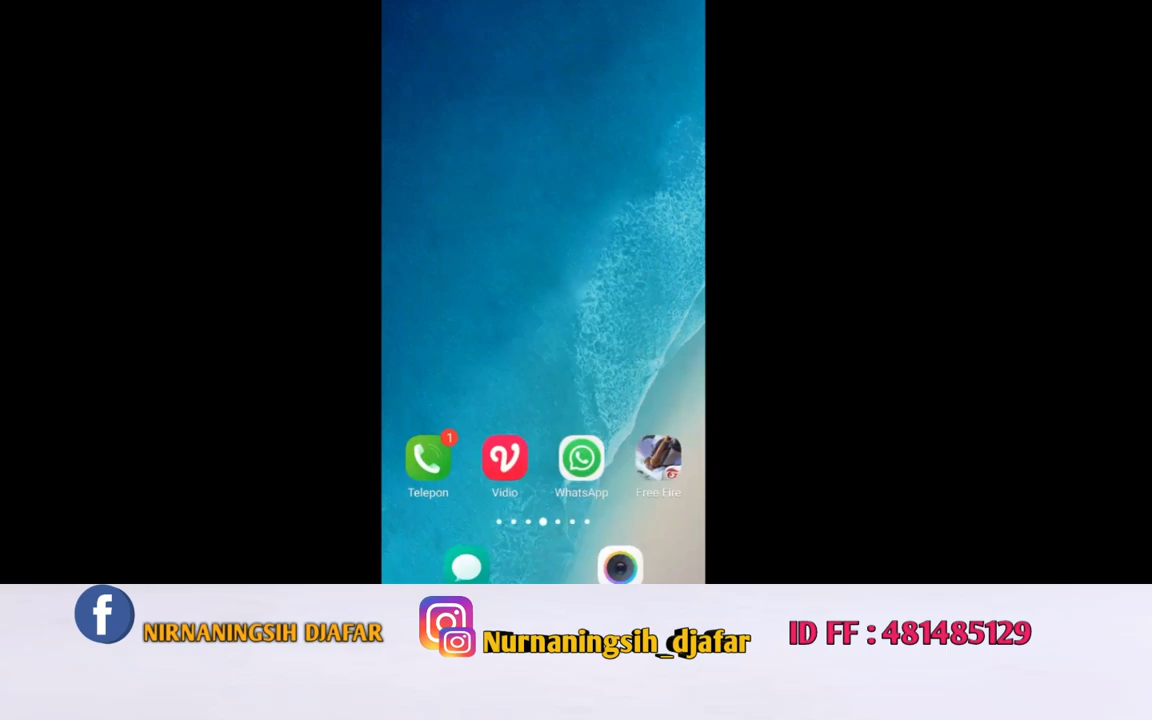 1
Telepon
Vidio
WhatsApp
Free Fire
NIRNANINGSIH DJAFAR
Nurnaningsih_djafar
ID FF : 481485129